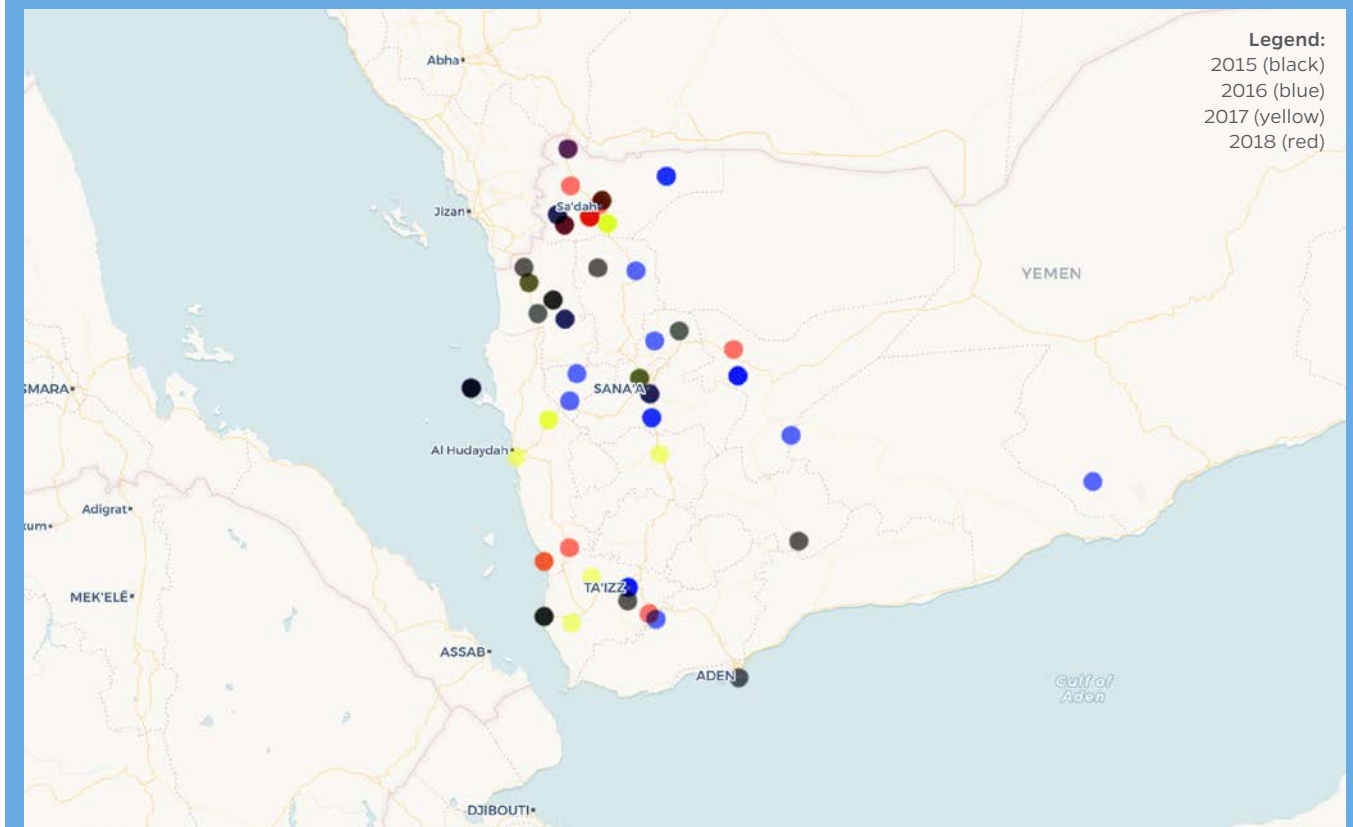 Legend:
2015 (black)
2016 (blue)
2017 (yellow)
2018 (red)
Abha
Jizan
Sa'dah
YEMEN
SMARA
SANA'A
Al Hudaydah
Adigrat
um
TA'IZZ
MEK'ELĒ
ASSAB
ADEN
Gulf of
Aden
DJIBOUTI